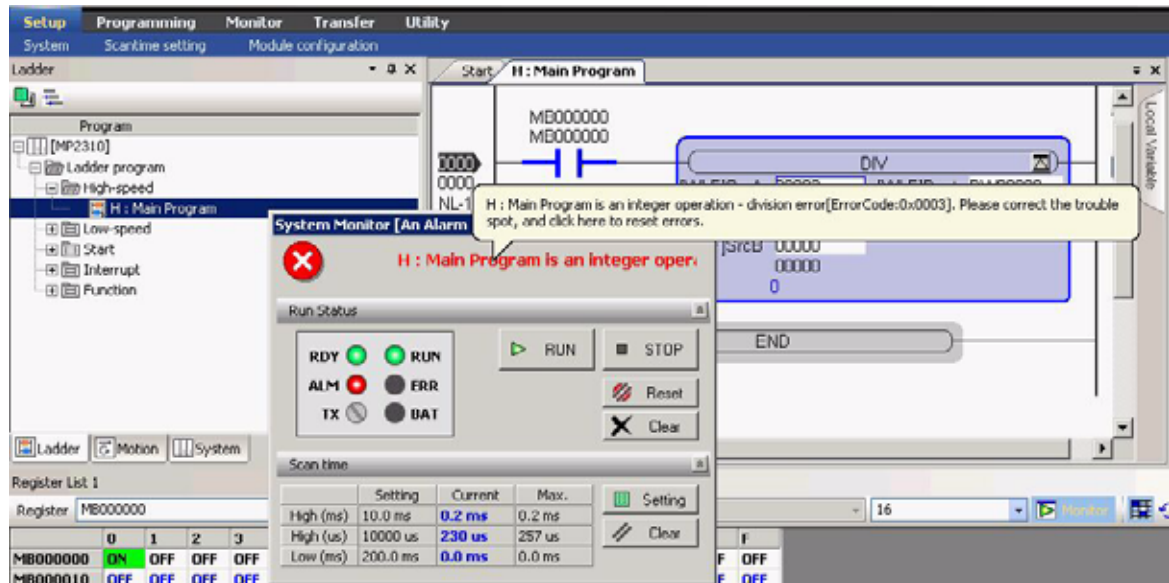 Setup Programming Monitor Transfer Utility
System Scantime setting Module configuration
Ladder
Start H : Main Program
Program
[MP2310]
Ladder program
High-speed
H : Main Program
Low-speed
Start
Interrupt
Function
Ladder Motion System
MB000000
MB000000
0000
0000
NL-1
DIV
H : Main Program is an integer operation - division error[ErrorCode:0x0003]. Please correct the trouble
spot, and click here to reset errors.
]SrcB 00000
00000
0
END
Local Variable
System Monitor [An Alarm
H : Main Program is an integer oper
Run Status
RDY RUN
ALM ERR
TX BAT
RUN STOP
Reset
Clear
Scan time
Setting Current Max.
High (ms) 10.0 ms 0.2 ms 0.2 ms
High (us) 10000 us 230 us 257 us
Low (ms) 200.0 ms 0.0 ms 0.0 ms
Setting
Clear
Register List 1
Register MB000000
16 Monitor
0 1 2 3 F
MB000000 ON OFF OFF OFF F OFF
MB000010 OFF OFF OFF OFF F OFF